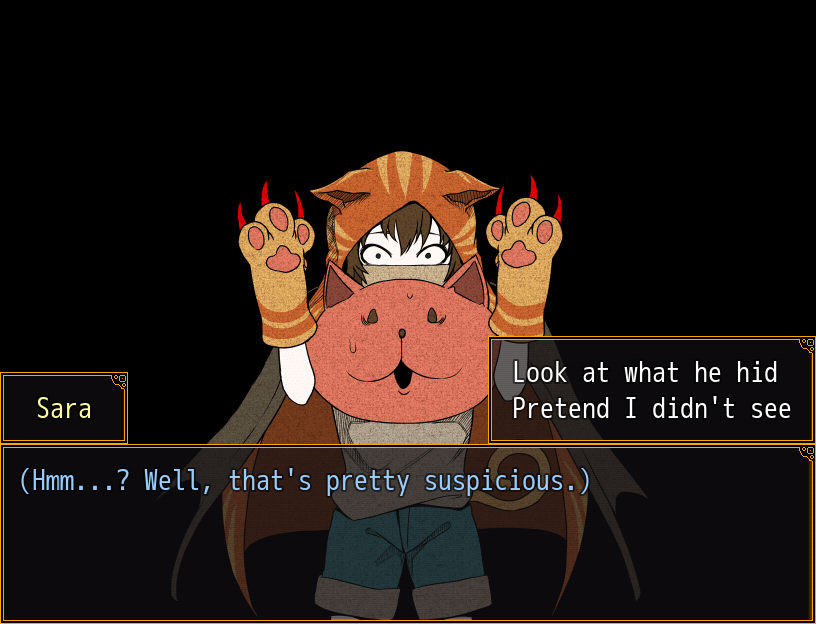 Look at what he hid
Pretend I didn't see
Sara
(Hmm...? Well, that's pretty suspicious.)